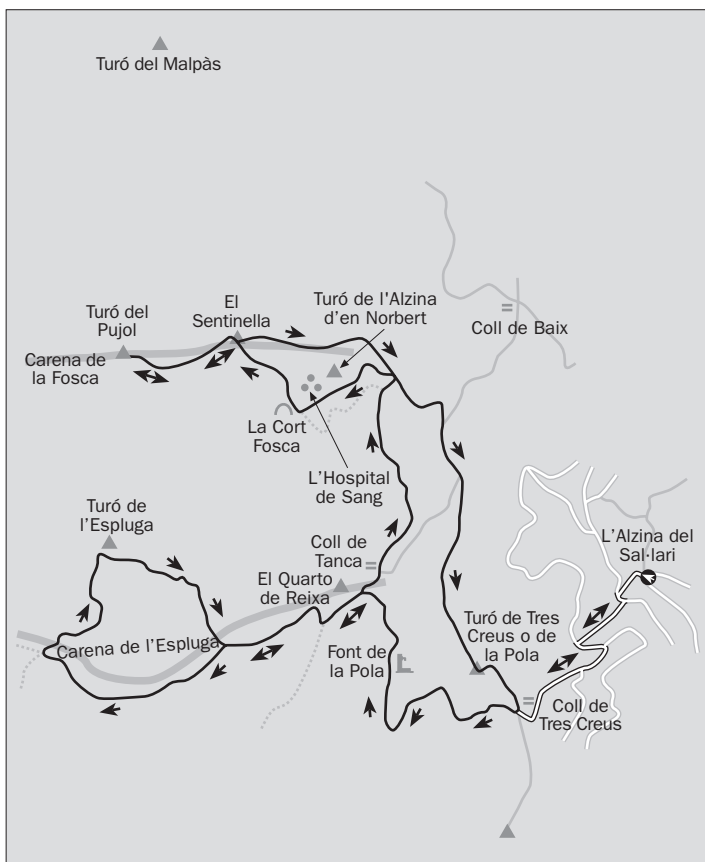 Turó del Malpàs
Turó del
Pujol
El
Sentinella
Turó de l'Alzina
d'en Norbert
Coll de Baix
Carena de
la Fosca
La Cort
Fosca
L'Hospital
de Sang
Turó de
l'Espluga
Coll de
Tanca
L'Alzina del
Sal·lari
El Quarto
de Reixa
Turó de Tres
Creus o de
la Pola
Carena de l'Espluga
Font de
la Pola
Coll de
Tres Creus